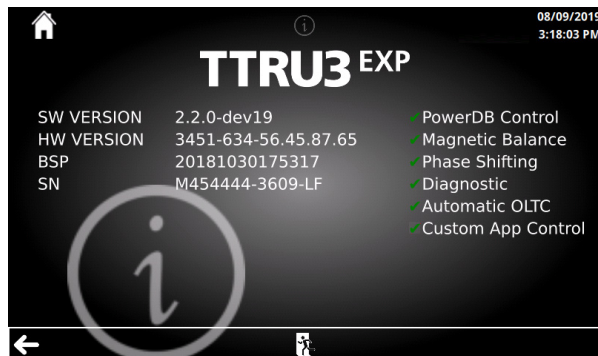 08/09/2019
3:18:03 PM
TTRU3 EXP
SW VERSION 2.2.0-dev19
HW VERSION 3451-634-56.45.87.65
BSP 20181030175317
SN M454444-3609-LF
PowerDB Control
Magnetic Balance
Phase Shifting
Diagnostic
Automatic OLTC
Custom App Control